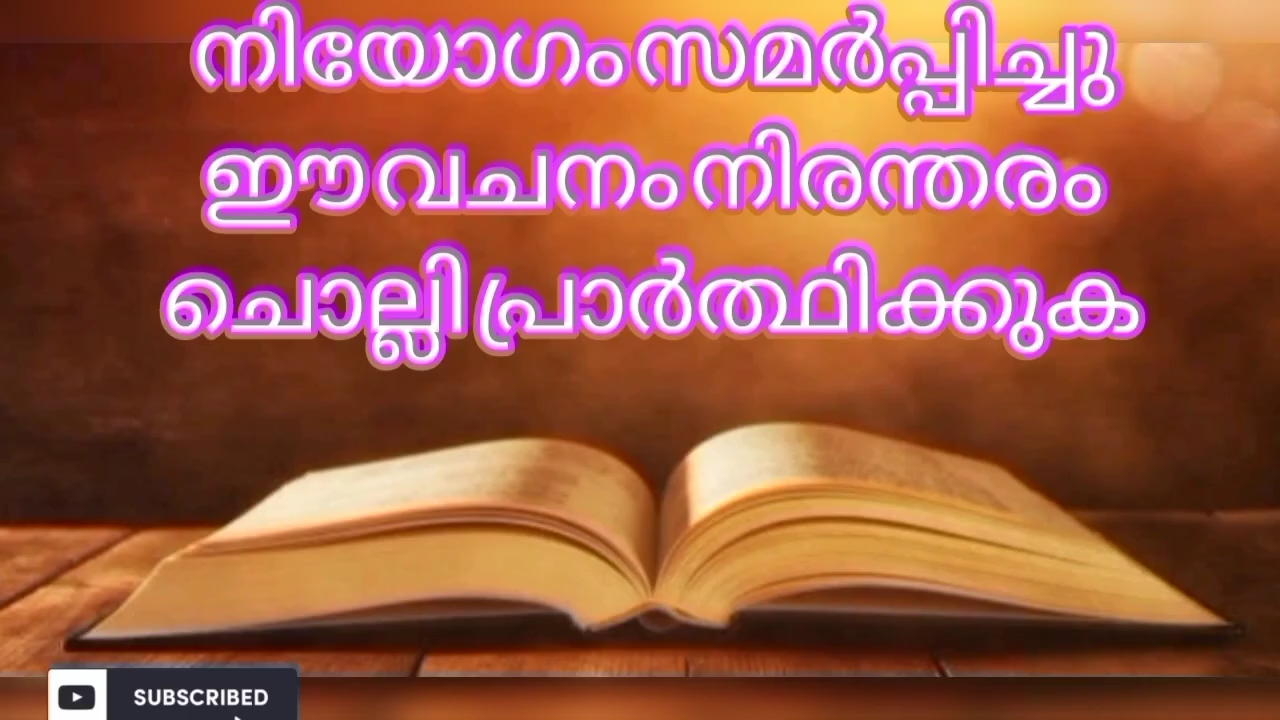 നിയോഗം സമർപ്പിച്ചു
ഈ വചനം നിരന്തരം
ചൊല്ലി പ്രാർത്ഥിക്കുക
SUBSCRIBED